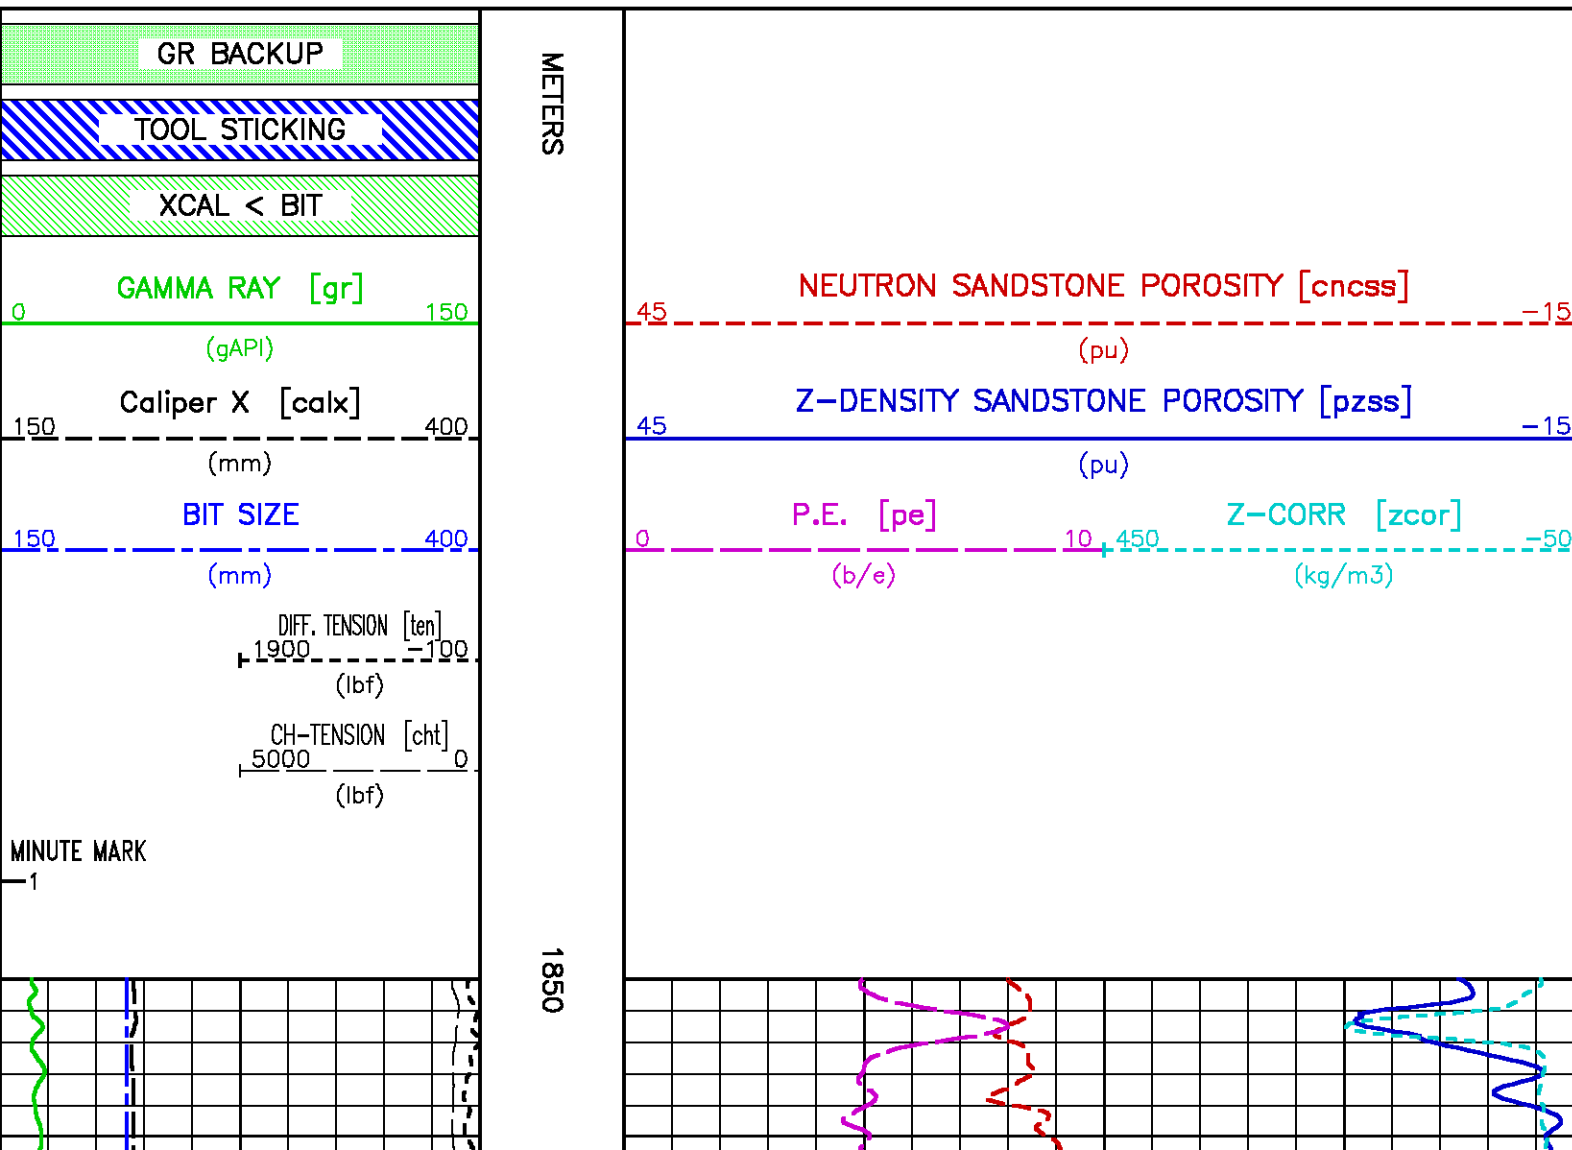 GR BACKUP
TOOL STICKING
XCAL < BIT
GAMMA RAY [gr]
0 150
(gAPI)
Caliper X [calx]
150 400
(mm)
BIT SIZE
150 400
(mm)
DIFF. TENSION [ten]
1900 -100
(lbf)
CH-TENSION [cht]
5000 0
(lbf)
MINUTE MARK
1
METERS
1850
NEUTRON SANDSTONE POROSITY [cncss]
45 -15
(pu)
Z-DENSITY SANDSTONE POROSITY [pzss]
45 -15
(pu)
P.E. [pe]
0 10
(b/e)
Z-CORR [zcor]
450 -50
(kg/m3)